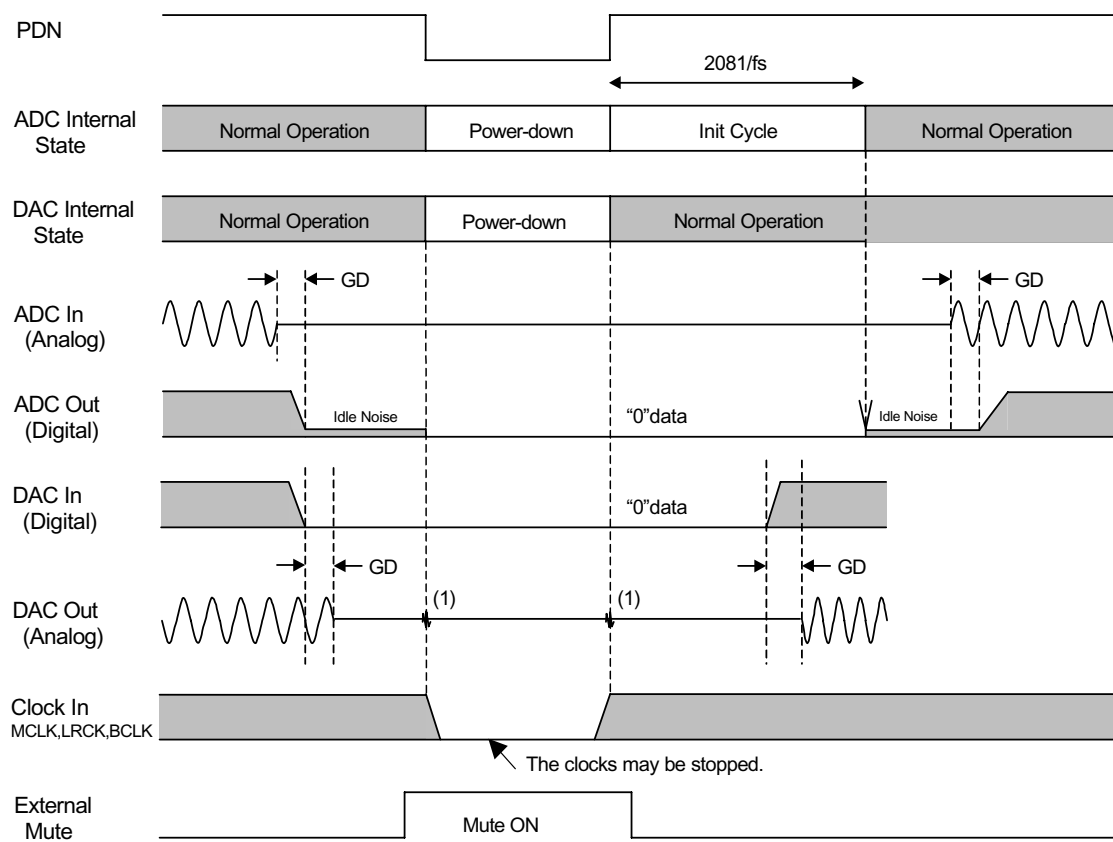 PDN
2081/fs
ADC Internal
State
Normal Operation
Power-down
Init Cycle
Normal Operation
DAC Internal
State
Normal Operation
Power-down
Normal Operation
GD
GD
ADC In
(Analog)
ADC Out
(Digital)
Idle Noise
“0”data
Idle Noise
DAC In
(Digital)
“0”data
GD
GD
DAC Out
(Analog)
(1)
(1)
Clock In
MCLK,LRCK,BCLK
The clocks may be stopped.
External
Mute
Mute ON